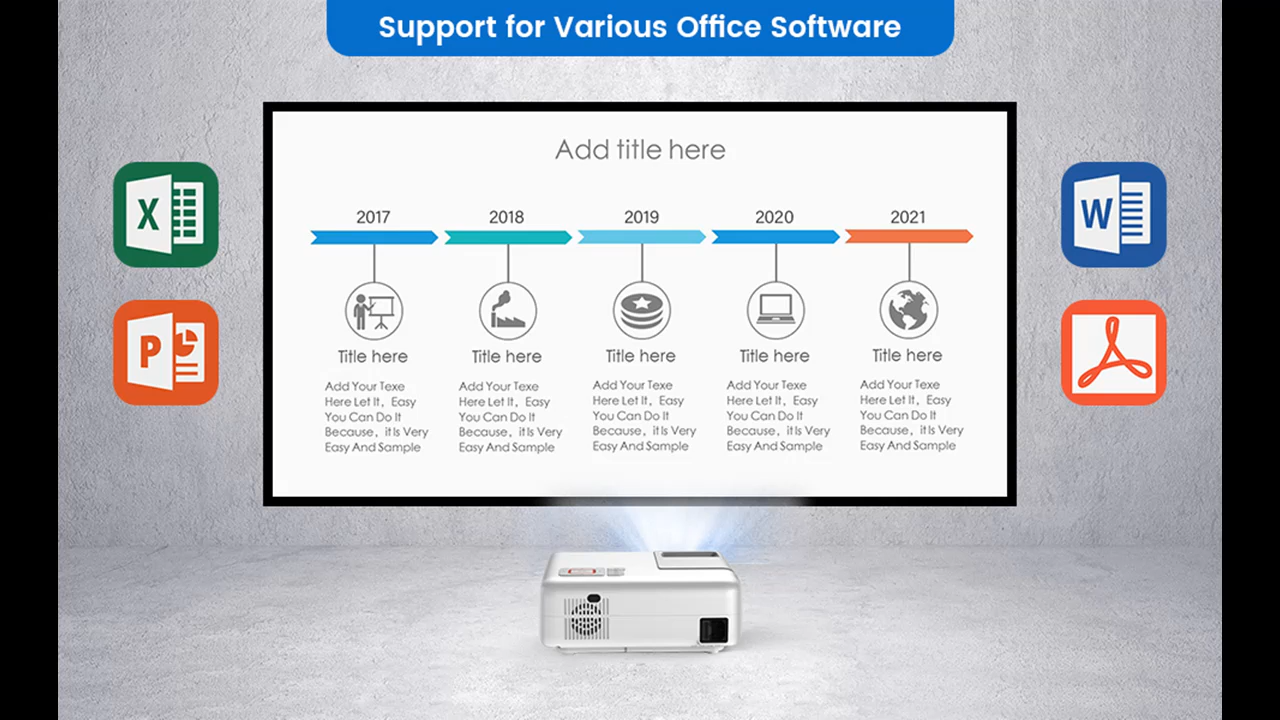 Support for Various Office Software
Add title here
2017
2018
2019
2020
2021
X
W
P
Title here
Title here
Title here
Title here
Title here
Add Your Texe
Here Let It，Easy
You Can Do It
Because，it Is Very
Easy And Sample
Add Your Texe
Here Let It，Easy
You Can Do It
Because，it Is Very
Easy And Sample
Add Your Texe
Here Let It，Easy
You Can Do It
Because，it Is Very
Easy And Sample
Add Your Texe
Here Let It，Easy
You Can Do It
Because，it Is Very
Easy And Sample
Add Your Texe
Here Let It，Easy
You Can Do It
Because，it Is Very
Easy And Sample